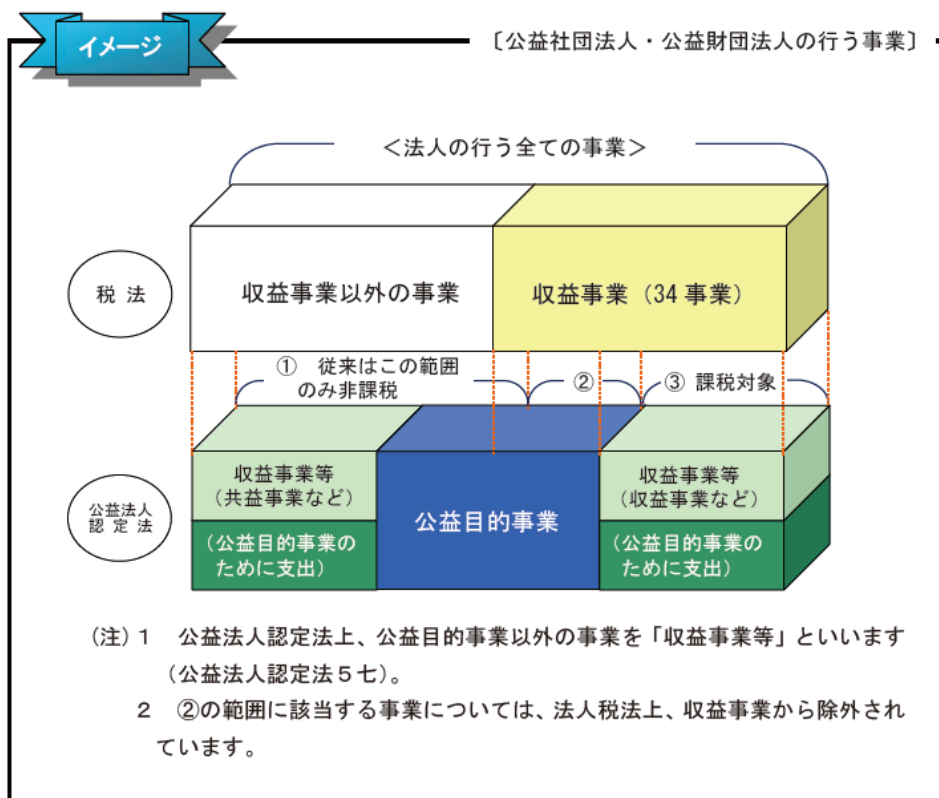 イメージ
〔公益社団法人・公益財団法人の行う事業〕
＜法人の行う全ての事業＞
税 法
収益事業以外の事業
収益事業（34 事業）
①　従来はこの範囲
のみ非課税
②
③ 課税対象
公益法人
認 定 法
収益事業等
（共益事業など）
（公益目的事業の
ために支出）
公益目的事業
収益事業等
（収益事業など）
（公益目的事業の
ために支出）
（注）１　公益法人認定法上、公益目的事業以外の事業を「収益事業等」といいます
（公益法人認定法５七）。
２　②の範囲に該当する事業については、法人税法上、収益事業から除外され
ています。